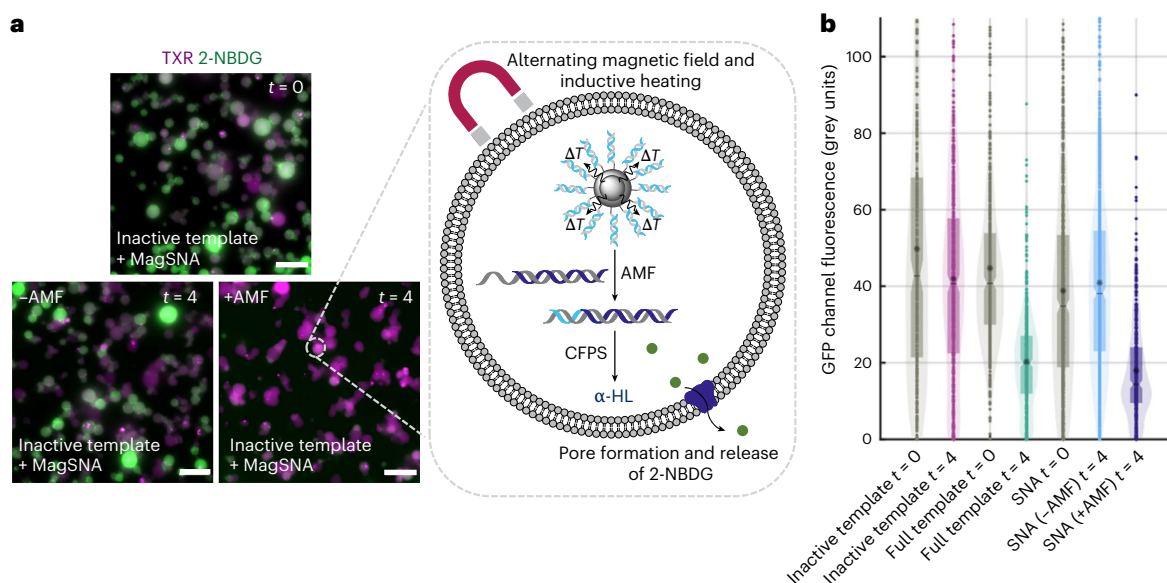 a
TXR 2-NBDG
t = 0
Inactive template
+ MagSNA
–AMF
t = 4
Inactive template
+ MagSNA
+AMF
t = 4
Inactive template
+ MagSNA
Alternating magnetic field and
inductive heating
ΔT
ΔT
ΔT
ΔT
AMF
CFPS
α-HL
Pore formation and release
of 2-NBDG
b
GFP channel fluorescence (grey units)
100
80
60
40
20
0
Inactive template t = 0
Inactive template t = 4
Full template t = 0
Full template t = 4
SNA t = 0
SNA (–AMF) t = 4
SNA (+AMF) t = 4